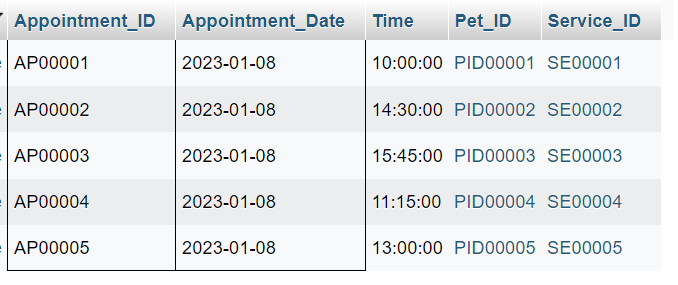 Appointment_ID Appointment_Date Time Pet_ID Service_ID
AP00001 2023-01-08 10:00:00 PID00001 SE00001
AP00002 2023-01-08 14:30:00 PID00002 SE00002
AP00003 2023-01-08 15:45:00 PID00003 SE00003
AP00004 2023-01-08 11:15:00 PID00004 SE00004
AP00005 2023-01-08 13:00:00 PID00005 SE00005